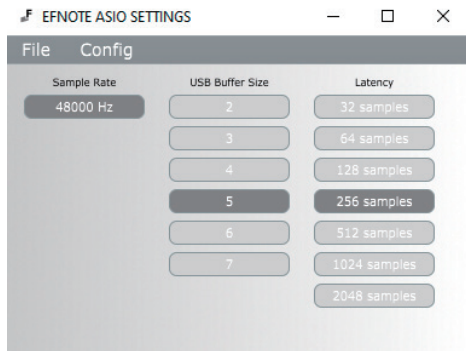 EFNOTE ASIO SETTINGS
File Config
Sample Rate USB Buffer Size Latency
48000 Hz 2 32 samples
3 64 samples
4 128 samples
5 256 samples
6 512 samples
7 1024 samples
2048 samples